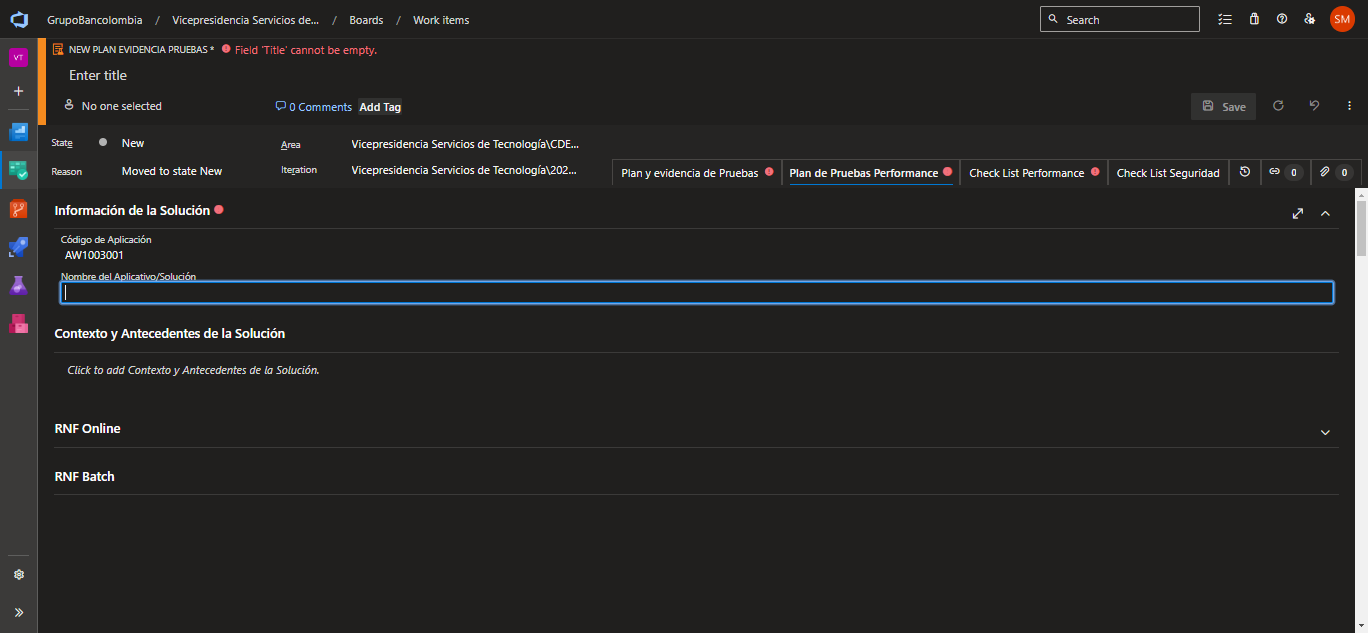 GrupoBancolombia / Vicepresidencia Servicios de... / Boards / Work items
Search
SM
VT
NEW PLAN EVIDENCIA PRUEBAS * Field 'Title' cannot be empty.
Enter title
No one selected
0 Comments
Add Tag
Save
State
New
Area
Vicepresidencia Servicios de Tecnología\CDE...
Reason
Moved to state New
Iteration
Vicepresidencia Servicios de Tecnología\202...
Plan y evidencia de Pruebas
Plan de Pruebas Performance
Check List Performance
Check List Seguridad
0
0
Información de la Solución
Código de Aplicación
AW1003001
Nombre del Aplicativo/Solución
Contexto y Antecedentes de la Solución
Click to add Contexto y Antecedentes de la Solución.
RNF Online
RNF Batch